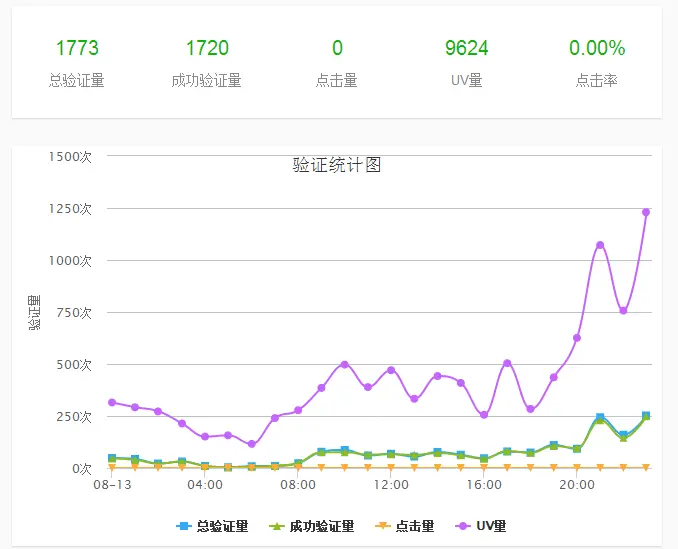 1773 1720 0 9624 0.00%
总验证量 成功验证量 点击量 UV量 点击率
验证统计图
1500次
1250次
1000次
750次
500次
250次
0次
验证量
08-13 04:00 08:00 12:00 16:00 20:00
总验证量 成功验证量 点击量 UV量